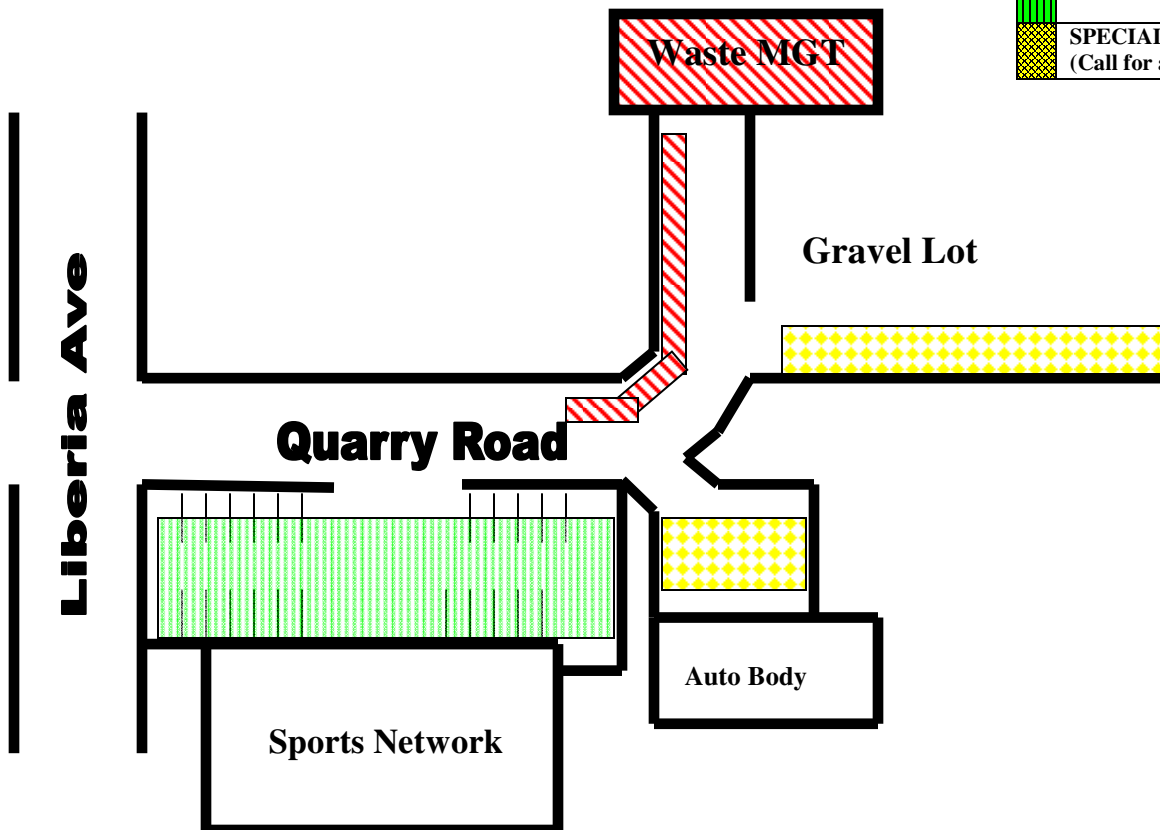 Waste MGT
SPECIAL
(Call for a
Gravel Lot
Liberia Ave
Quarry Road
Auto Body
Sports Network